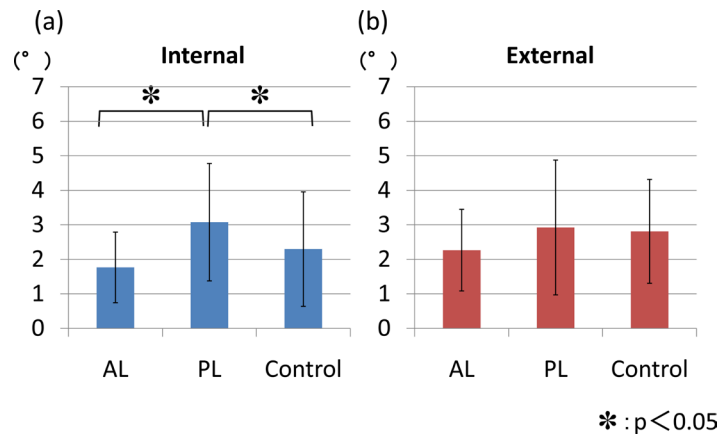 (a)
(°)
Internal
7
6
5
4
3
2
1
0
* *
AL PL Control
(b)
(°)
External
7
6
5
4
3
2
1
0
AL PL Control
*:p<0.05